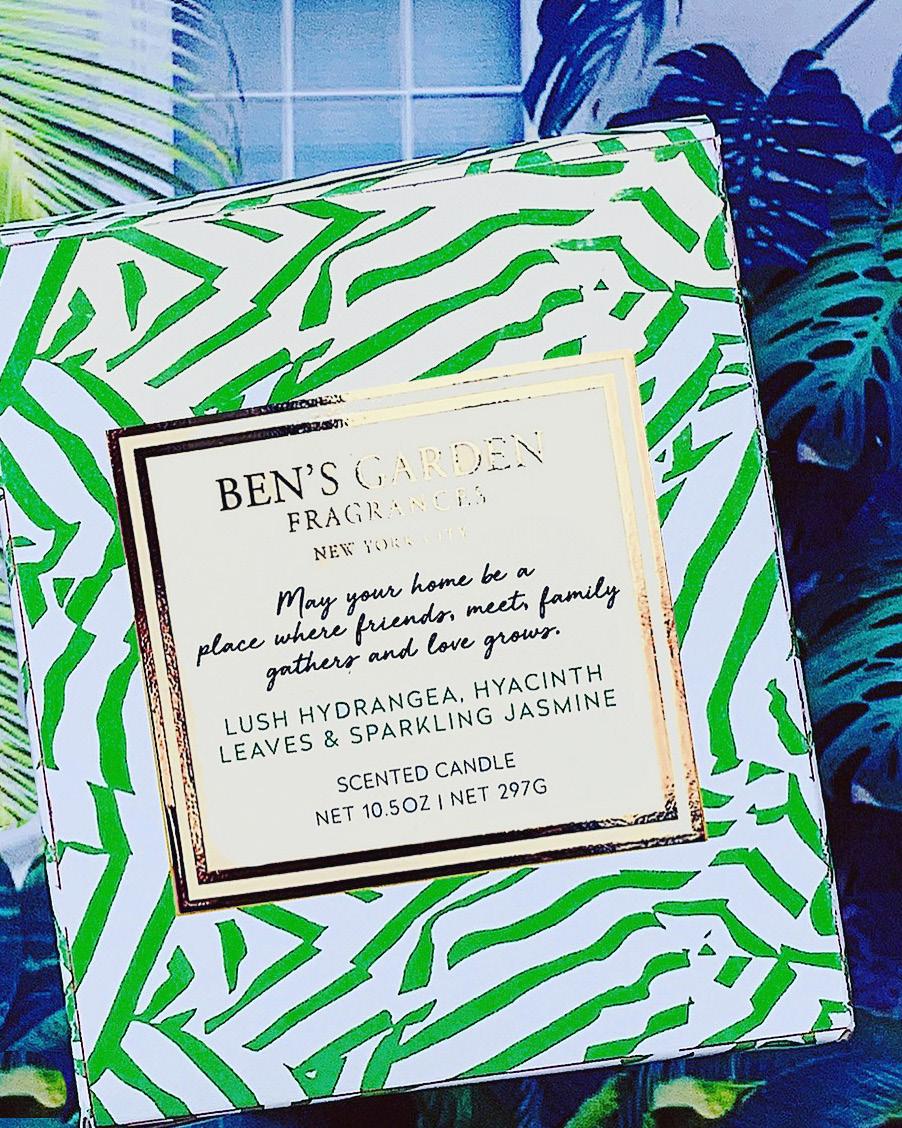 BEN'S GARDEN
FRAGRANCES
NEW YORK CITY
May your home be a
place where friends, meet, family
gathers and love grows.
LUSH HYDRANGEA, HYACINTH
LEAVES & SPARKLING JASMINE
SCENTED CANDLE
NET 10.5OZ | NET 297G